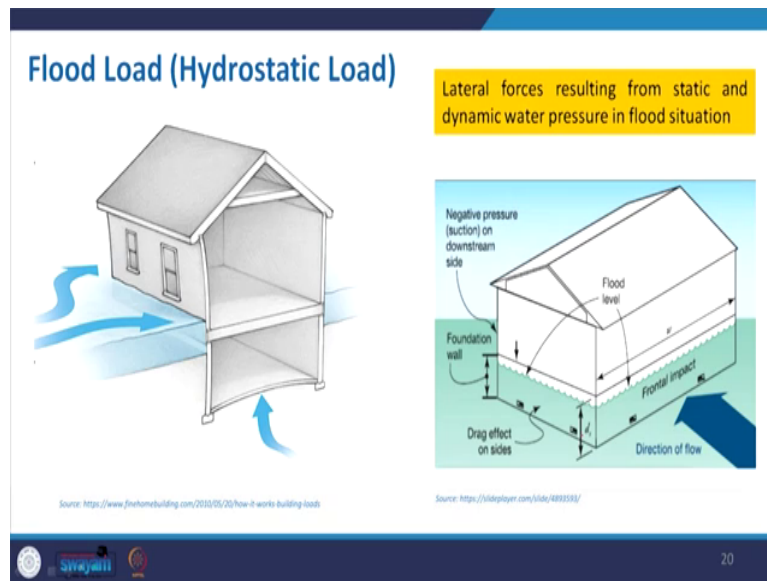 Flood Load (Hydrostatic Load)
Lateral forces resulting from static and
dynamic water pressure in flood situation
Negative pressure
(suction) on
downstream
side
Flood
level
w
Foundation
wall
Frontal impact
Drag effect
on sides
d
Direction of flow
Source: https://www.finehomebuilding.com/2010/05/20/how-it-works-building-loads
Source: https://slideplayer.com/slide/4893593/
swayam
20